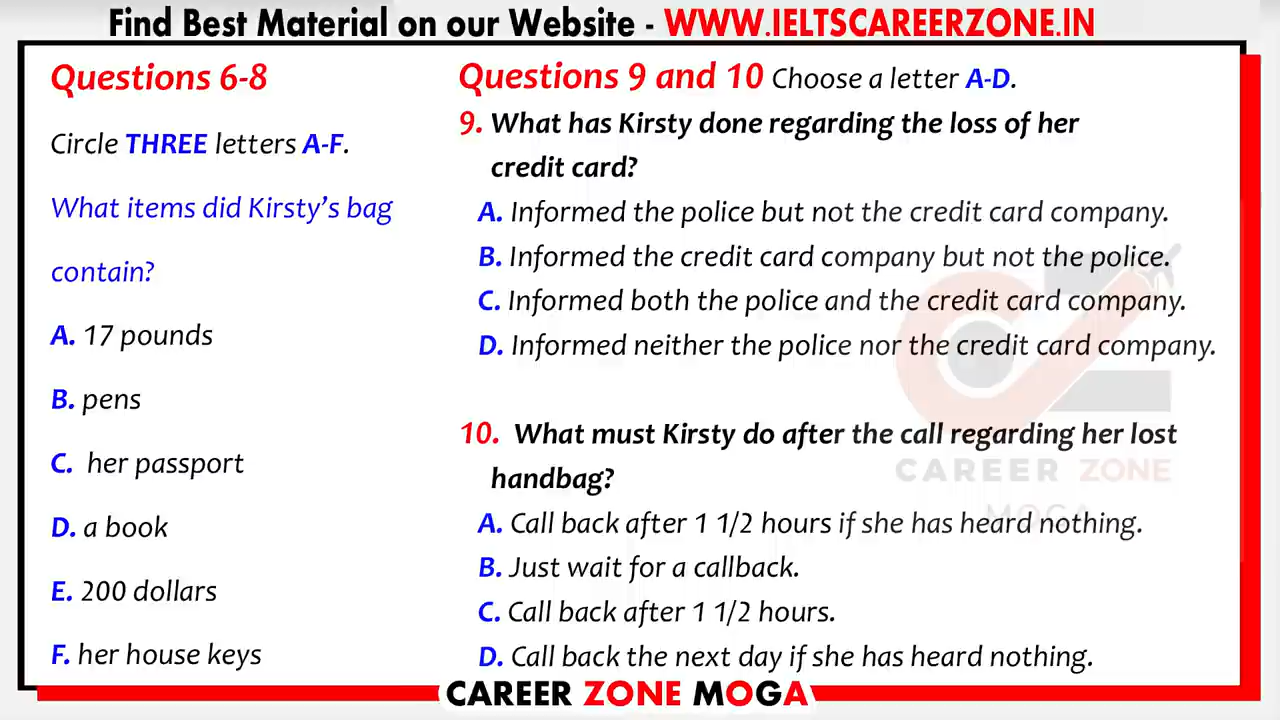 Find Best Material on our Website - WWW.IELTSCAREERZONE.IN
Questions 6-8
Circle THREE letters A-F.
What items did Kirsty’s bag
contain?
A. 17 pounds
B. pens
C. her passport
D. a book
E. 200 dollars
F. her house keys
Questions 9 and 10 Choose a letter A-D.
9. What has Kirsty done regarding the loss of her
credit card?
A. Informed the police but not the credit card company.
B. Informed the credit card company but not the police.
C. Informed both the police and the credit card company.
D. Informed neither the police nor the credit card company.
10. What must Kirsty do after the call regarding her lost
handbag?
A. Call back after 1 1/2 hours if she has heard nothing.
B. Just wait for a callback.
C. Call back after 1 1/2 hours.
D. Call back the next day if she has heard nothing.
CAREER ZONE
MOGA
CAREER ZONE MOGA